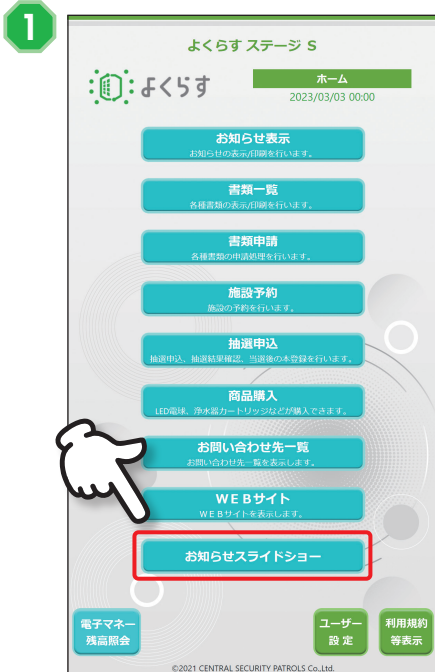 1
よくらす ステージ S
よくらす
ホーム
2023/03/03 00:00
お知らせ表示
お知らせの表示/印刷を行います。
書類一覧
各種書類の表示/印刷を行います。
書類申請
各種書類の申請処理を行います。
施設予約
施設の予約を行います。
抽選申込
抽選申込、抽選結果確認、当選後の本登録を行います。
商品購入
LED電球、浄水器カートリッジなどが購入できます。
お問い合わせ先一覧
お問い合わせ先一覧を表示します。
WEBサイト
WEBサイトを表示します。
お知らせスライドショー
電子マネー
残高照会
ユーザー
設 定
利用規約
等表示
©2021 CENTRAL SECURITY PATROLS Co.,Ltd.